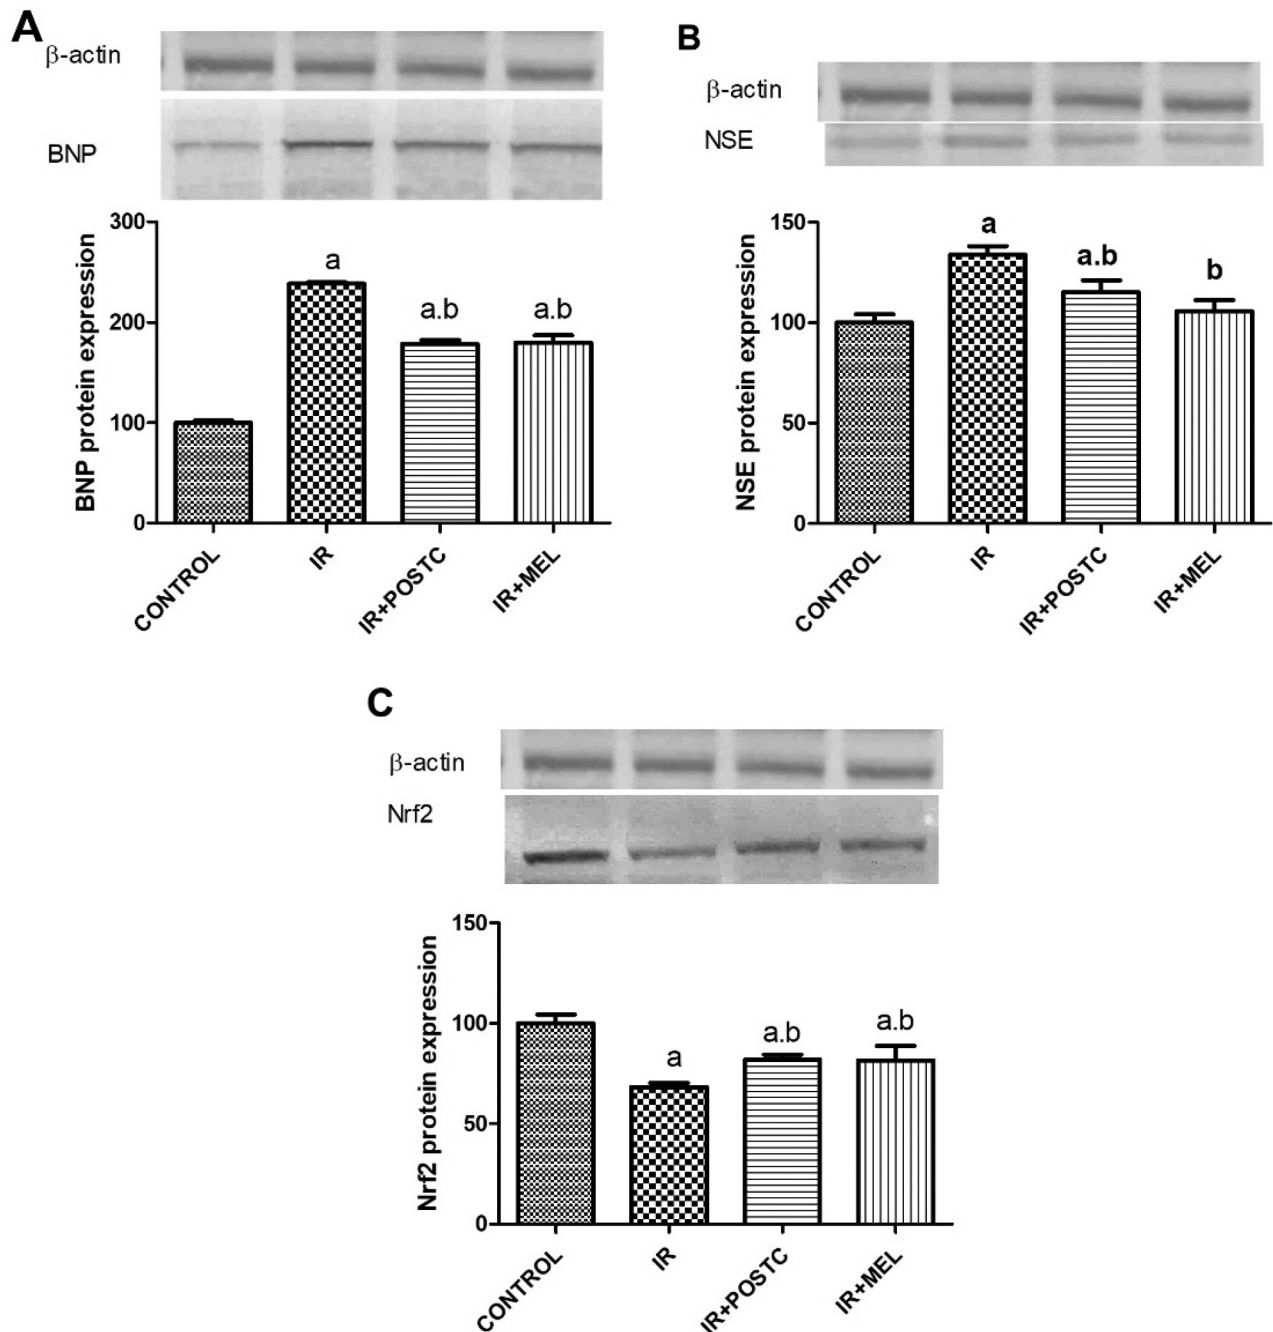 A
β-actin
BNP
BNP protein expression
300
200
100
0
a
a.b
a.b
CONTROL
IR
IR+POSTC
IR+MEL
B
β-actin
NSE
NSE protein expression
150
100
50
0
a
a.b
b
CONTROL
IR
IR+POSTC
IR+MEL
C
β-actin
Nrf2
Nrf2 protein expression
150
100
50
0
a
a.b
a.b
CONTROL
IR
IR+POSTC
IR+MEL